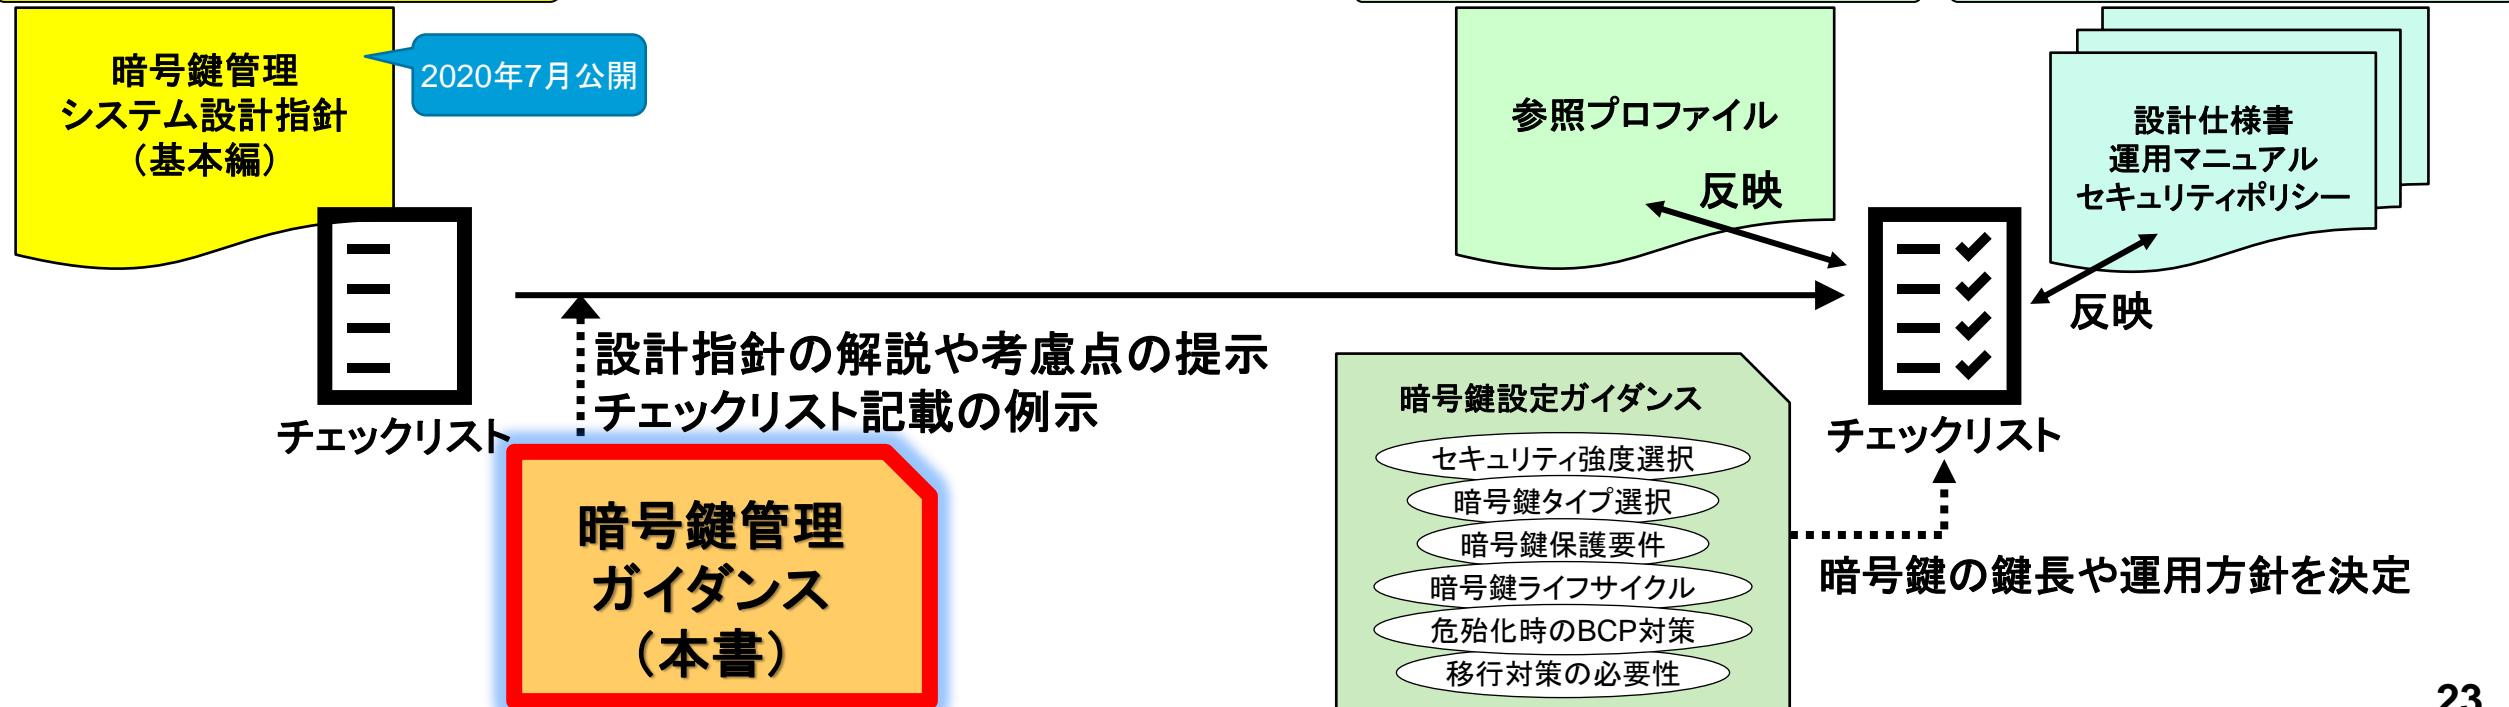 暗号鍵管理
システム設計指針
（基本編）
2020年7月公開
参照プロファイル
反映
設計仕様書
運用マニュアル
セキュリティポリシー
反映
設計指針の解説や考慮点の提示
チェックリスト記載の例示
チェックリスト
チェックリスト
暗号鍵管理
ガイダンス
（本書）
暗号鍵設定ガイダンス
セキュリティ強度選択
暗号鍵タイプ選択
暗号鍵保護要件
暗号鍵ライフサイクル
危殆化時のBCP対策
移行対策の必要性
暗号鍵の鍵長や運用方針を決定
23